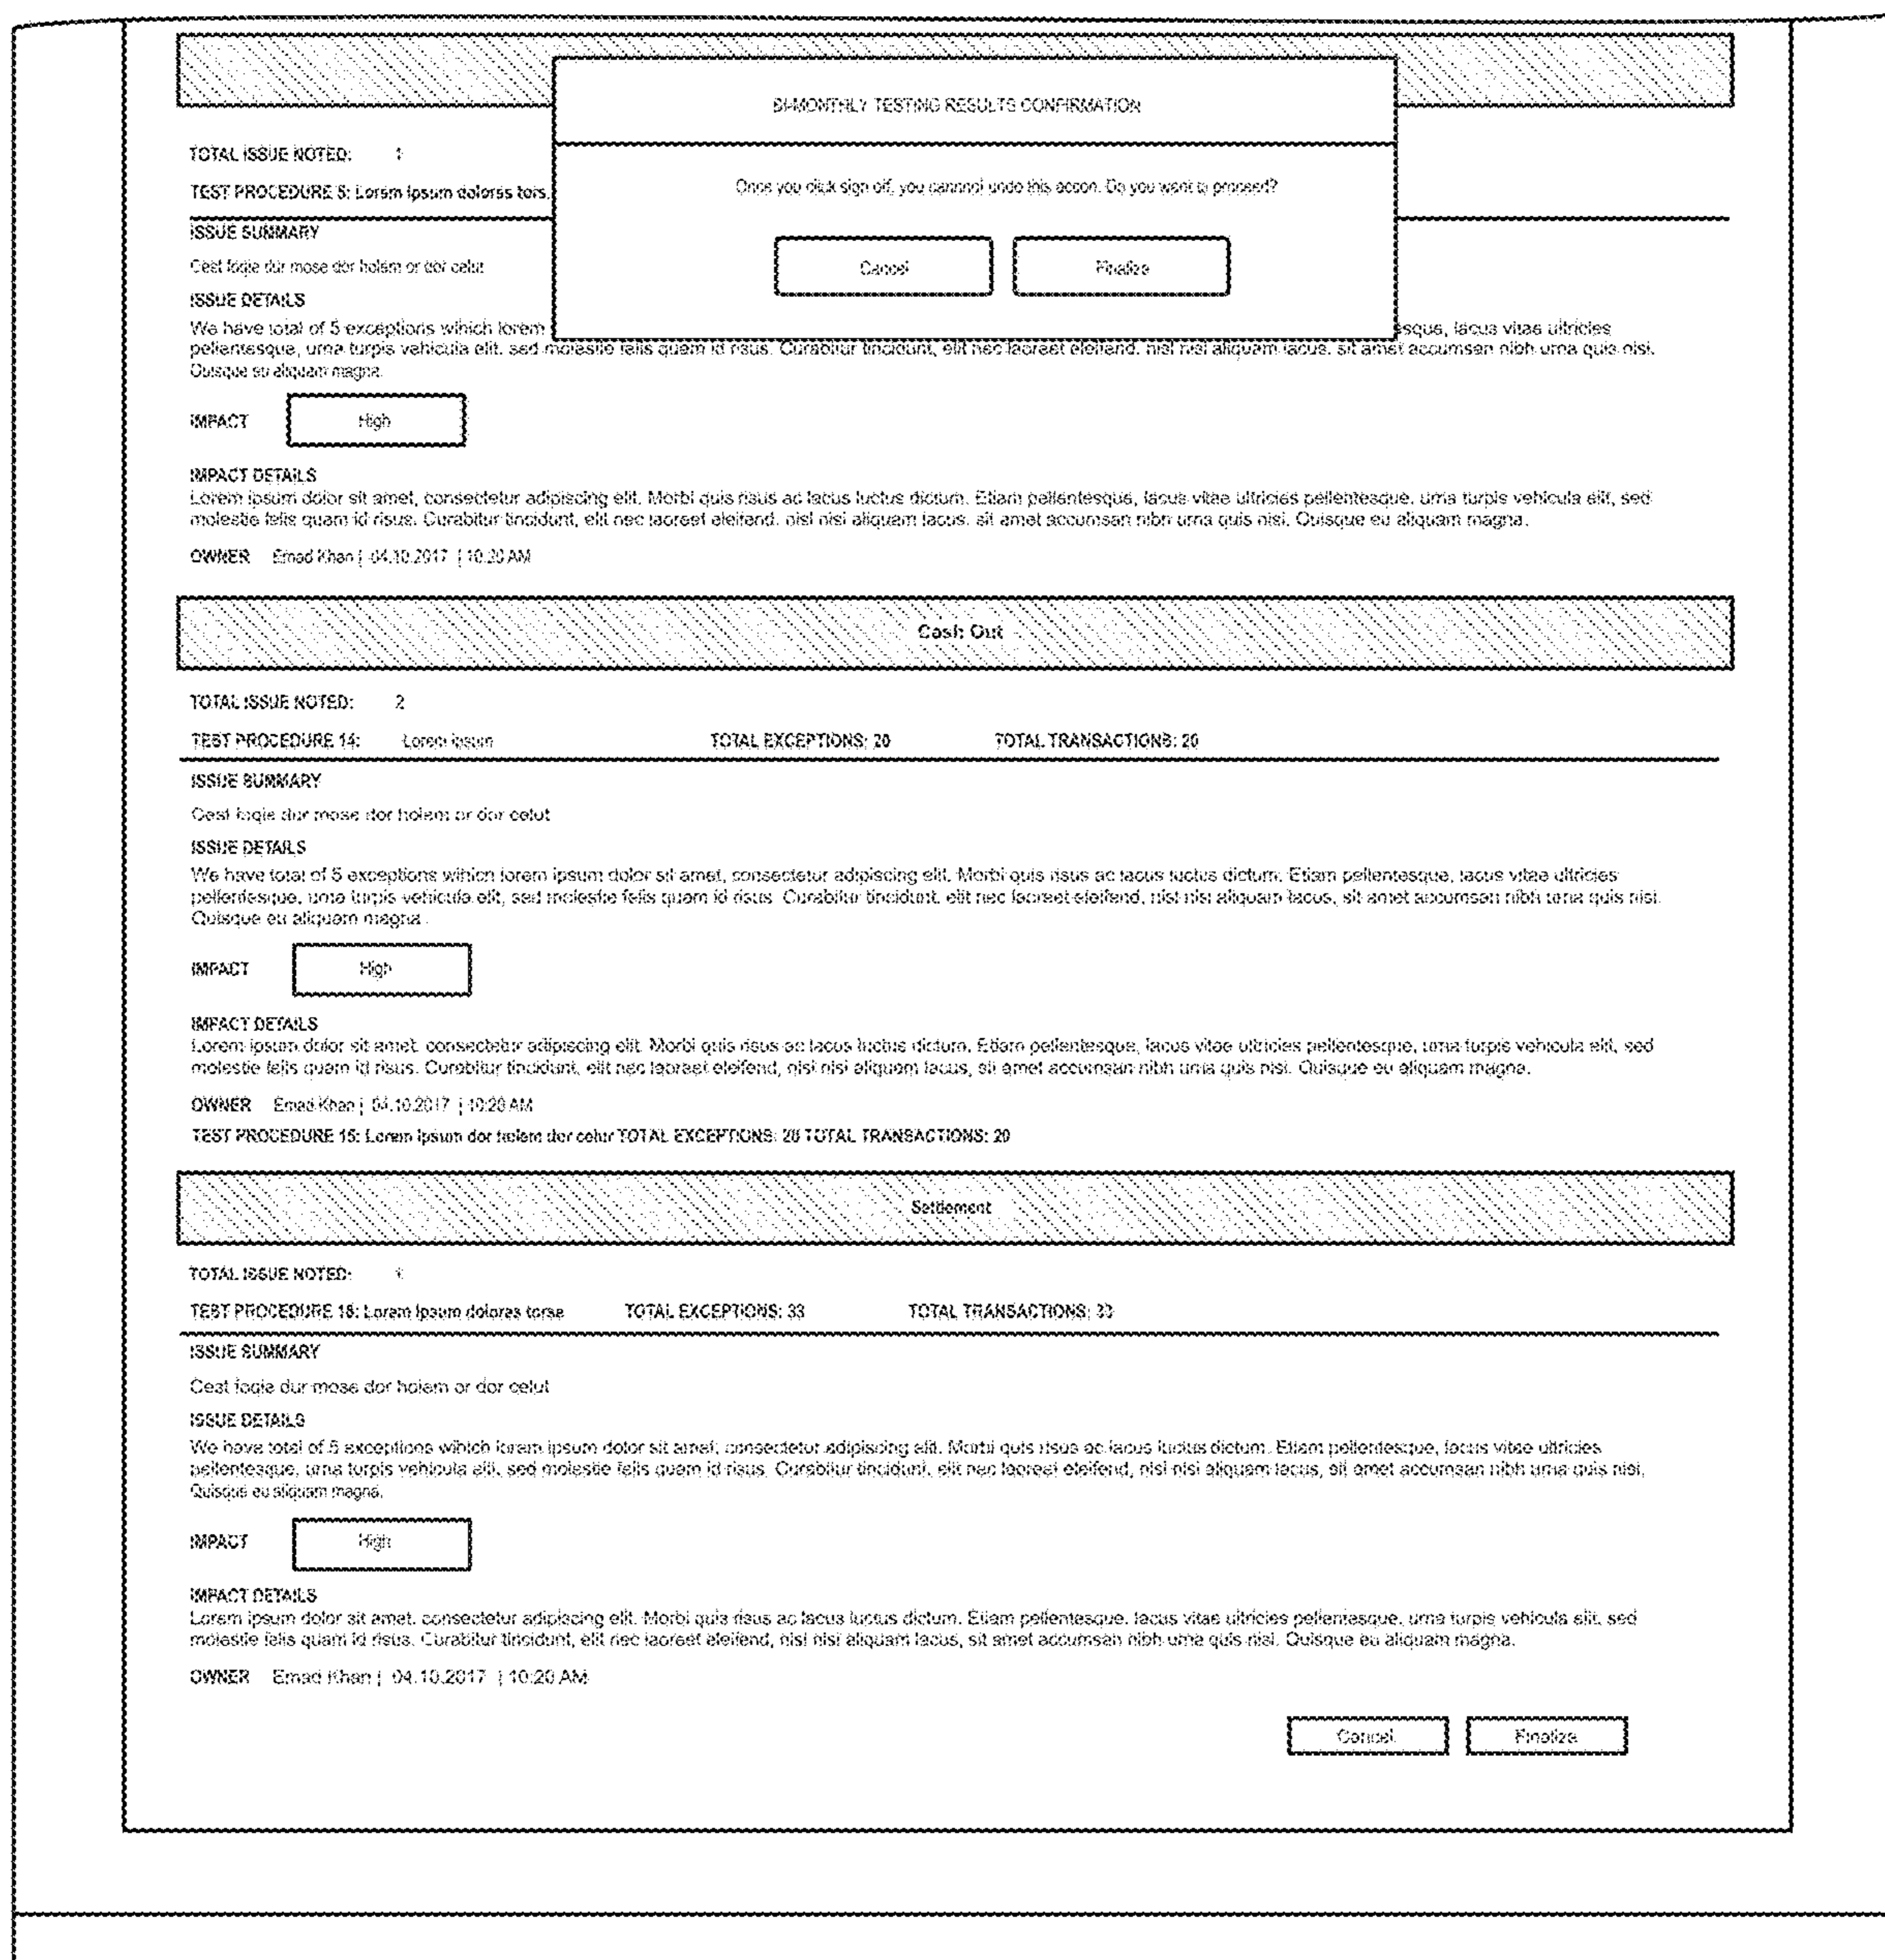 BI-MONTHLY TESTING RESULTS CONFIRMATION
Once you click sign off, you cannnot undo this accon. Do you want to proceed?
Cancel Finalize
TOTAL ISSUE NOTED: 1
TEST PROCEDURE 5: Lorem ipsum doloras tors.
ISSUE SUMMARY
Cest fogie dur mose dor holem or dor celut
ISSUE DETAILS
We have total of 5 exceptions wihich lorem esque, lacus vitae ultricies
pellentesque, urna turpis vehicula elit, sed molestie felis quam id risus. Curabitur tincidunt, elit nec laoreet eleifend, nisl nisi aliquam lacus, sit amet accumsan nibh urna quis nisi.
Quisque eu aliquam magna.
IMPACT High
IMPACT DETAILS
Lorem ipsum dolor sit amet, consectetur adipiscing elit. Morbi quis risus ac lacus luctus dictum. Etiam pellentesque, lacus vitae ultricies pellentesque, urna turpis vehicula elit, sed
molestie felis quam id risus. Curabitur tincidunt, elit nec laoreet eleifend, nisl nisi aliquam lacus, sit amet accumsan nibh urna quis nisi. Quisque eu aliquam magna.
OWNER Emad Khan | 04.10.2017 | 10:20 AM
Cash Out
TOTAL ISSUE NOTED: 2
TEST PROCEDURE 14: Lorem ipsum TOTAL EXCEPTIONS: 20 TOTAL TRANSACTIONS: 20
ISSUE SUMMARY
Cest fogie dur mose dor holem or dor celut
ISSUE DETAILS
We have total of 5 exceptions wihich lorem ipsum dolor sit amet, consectetur adipiscing elit. Morbi quis risus ac lacus luctus dictum. Etiam pellentesque, lacus vitae ultricies
pellentesque, urna turpis vehicula elit, sed molestie felis quam id risus. Curabitur tincidunt, elit nec laoreet eleifend, nisl nisi aliquam lacus, sit amet accumsan nibh urna quis nisi.
Quisque eu aliquam magna.
IMPACT High
IMPACT DETAILS
Lorem ipsum dolor sit amet, consectetur adipiscing elit. Morbi quis risus ac lacus luctus dictum. Etiam pellentesque, lacus vitae ultricies pellentesque, urna turpis vehicula elit, sed
molestie felis quam id risus. Curabitur tincidunt, elit nec laoreet eleifend, nisl nisi aliquam lacus, sit amet accumsan nibh urna quis nisi. Quisque eu aliquam magna.
OWNER Emad Khan | 04.10.2017 | 10:20 AM
TEST PROCEDURE 15: Lorem ipsum dor holem dor celur TOTAL EXCEPTIONS: 20 TOTAL TRANSACTIONS: 20
Settlement
TOTAL ISSUE NOTED: 1
TEST PROCEDURE 18: Lorem ipsum doloras torse TOTAL EXCEPTIONS: 33 TOTAL TRANSACTIONS: 33
ISSUE SUMMARY
Cest fogie dur mose dor holem or dor celut
ISSUE DETAILS
We have total of 5 exceptions wihich lorem ipsum dolor sit amet, consectetur adipiscing elit. Morbi quis risus ac lacus luctus dictum. Etiam pellentesque, lacus vitae ultricies
pellentesque, urna turpis vehicula elit, sed molestie felis quam id risus. Curabitur tincidunt, elit nec laoreet eleifend, nisl nisi aliquam lacus, sit amet accumsan nibh urna quis nisi.
Quisque eu aliquam magna.
IMPACT High
IMPACT DETAILS
Lorem ipsum dolor sit amet, consectetur adipiscing elit. Morbi quis risus ac lacus luctus dictum. Etiam pellentesque, lacus vitae ultricies pellentesque, urna turpis vehicula elit, sed
molestie felis quam id risus. Curabitur tincidunt, elit nec laoreet eleifend, nisl nisi aliquam lacus, sit amet accumsan nibh urna quis nisi. Quisque eu aliquam magna.
OWNER Emad Khan | 04.10.2017 | 10:20 AM
Cancel Finalize